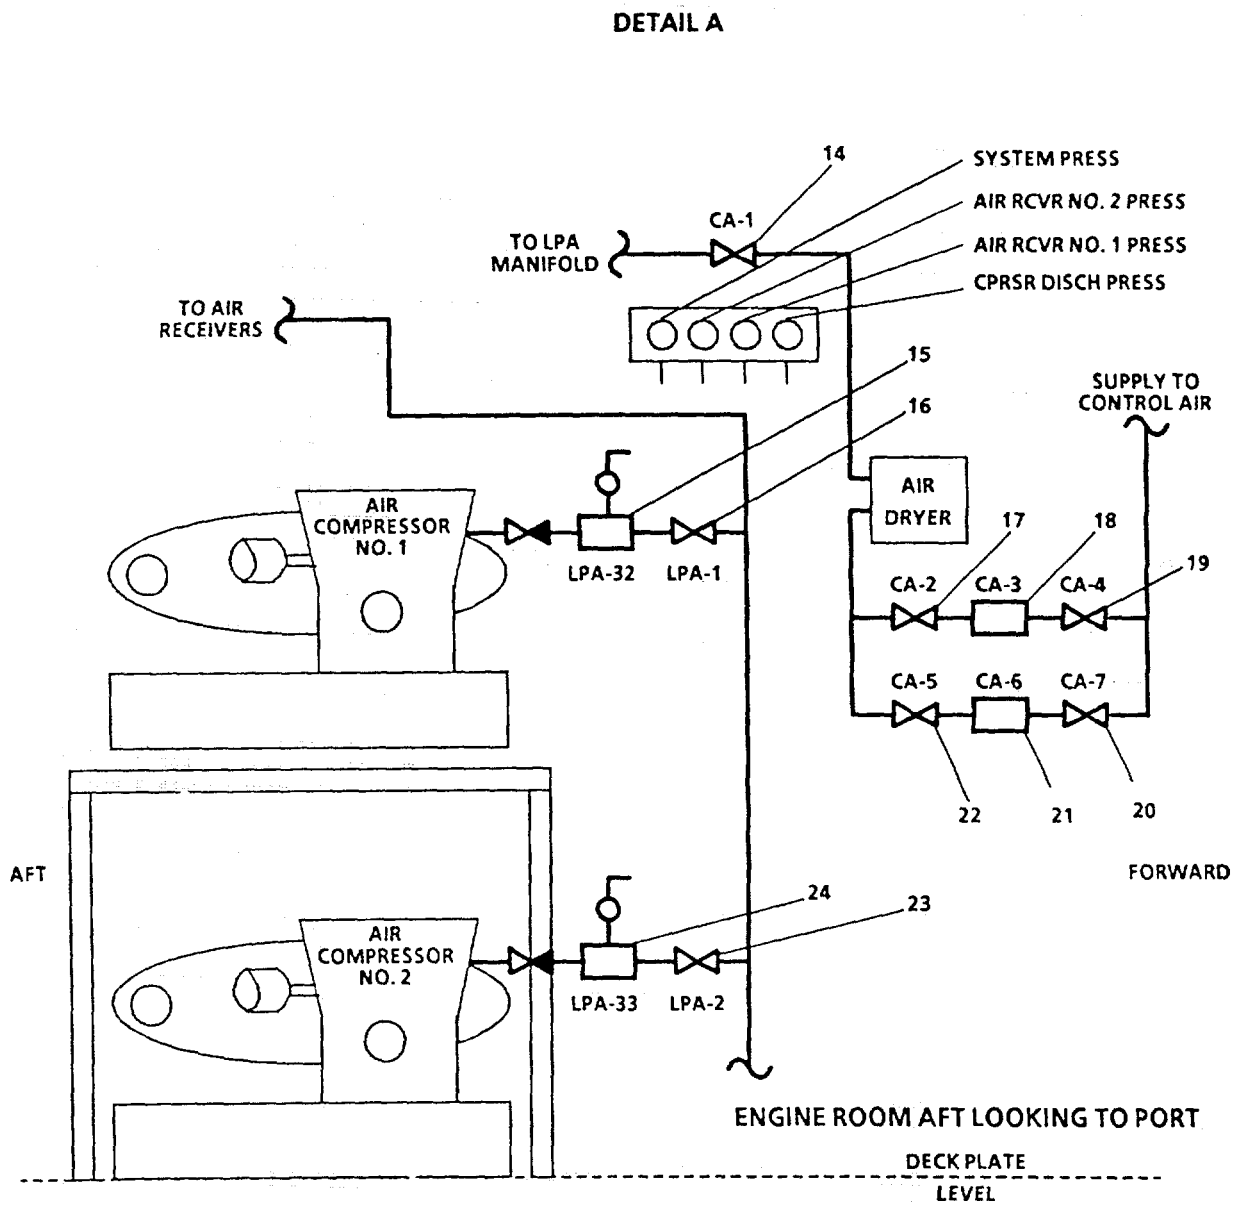 DETAIL A
14
SYSTEM PRESS
AIR RCVR NO. 2 PRESS
CA-1
TO LPA
MANIFOLD
AIR RCVR NO. 1 PRESS
CPRSR DISCH PRESS
TO AIR
RECEIVERS
15
SUPPLY TO
CONTROL AIR
16
AIR
COMPRESSOR
NO. 1
AIR
DRYER
17
18
19
LPA-32
LPA-1
CA-2
CA-3
CA-4
CA-5
CA-6
CA-7
22
21
20
AFT
FORWARD
24
23
AIR
COMPRESSOR
NO. 2
LPA-33
LPA-2
ENGINE ROOM AFT LOOKING TO PORT
DECK PLATE
LEVEL